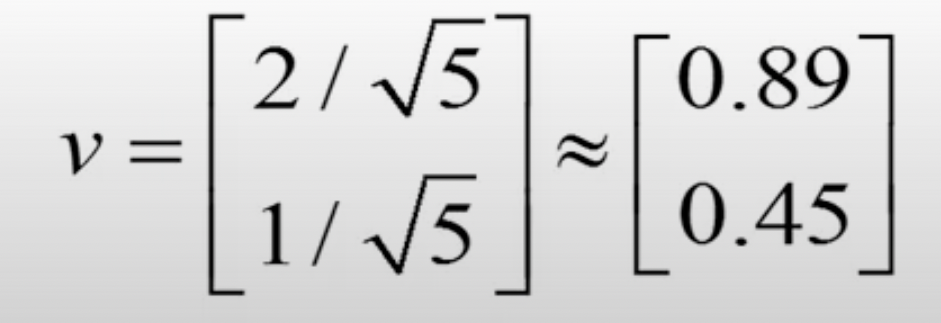 v = [ 2 / √5 ; 1 / √5 ] ≈ [ 0.89 ; 0.45 ]